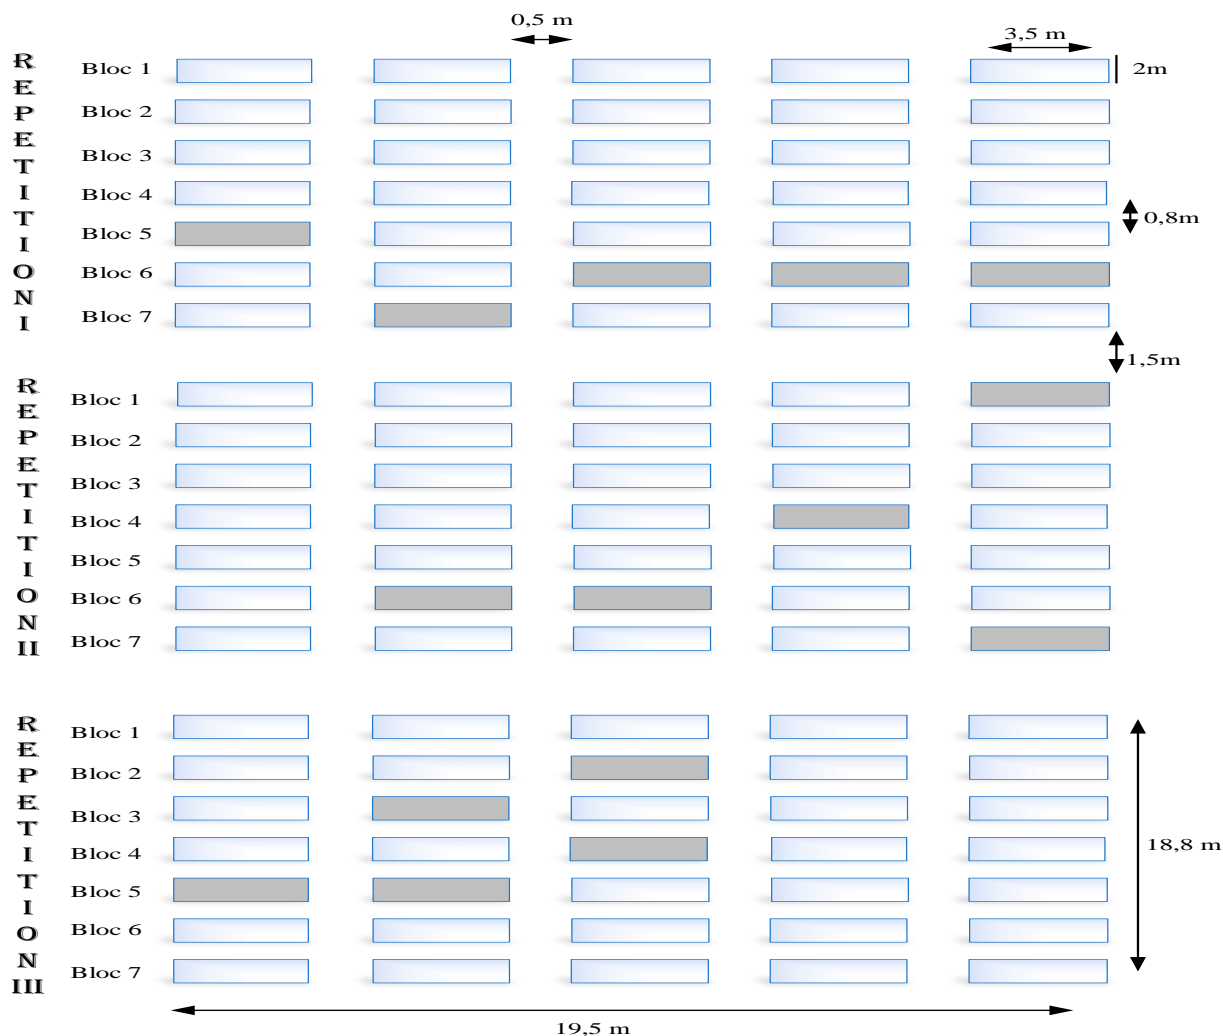 0,5 m
3,5 m
REPETITION I
Bloc 1
2m
Bloc 2
Bloc 3
Bloc 4
0,8m
Bloc 5
Bloc 6
Bloc 7
1,5m
REPETITION II
Bloc 1
Bloc 2
Bloc 3
Bloc 4
Bloc 5
Bloc 6
Bloc 7
REPETITION III
Bloc 1
Bloc 2
Bloc 3
Bloc 4
18,8 m
Bloc 5
Bloc 6
Bloc 7
19,5 m